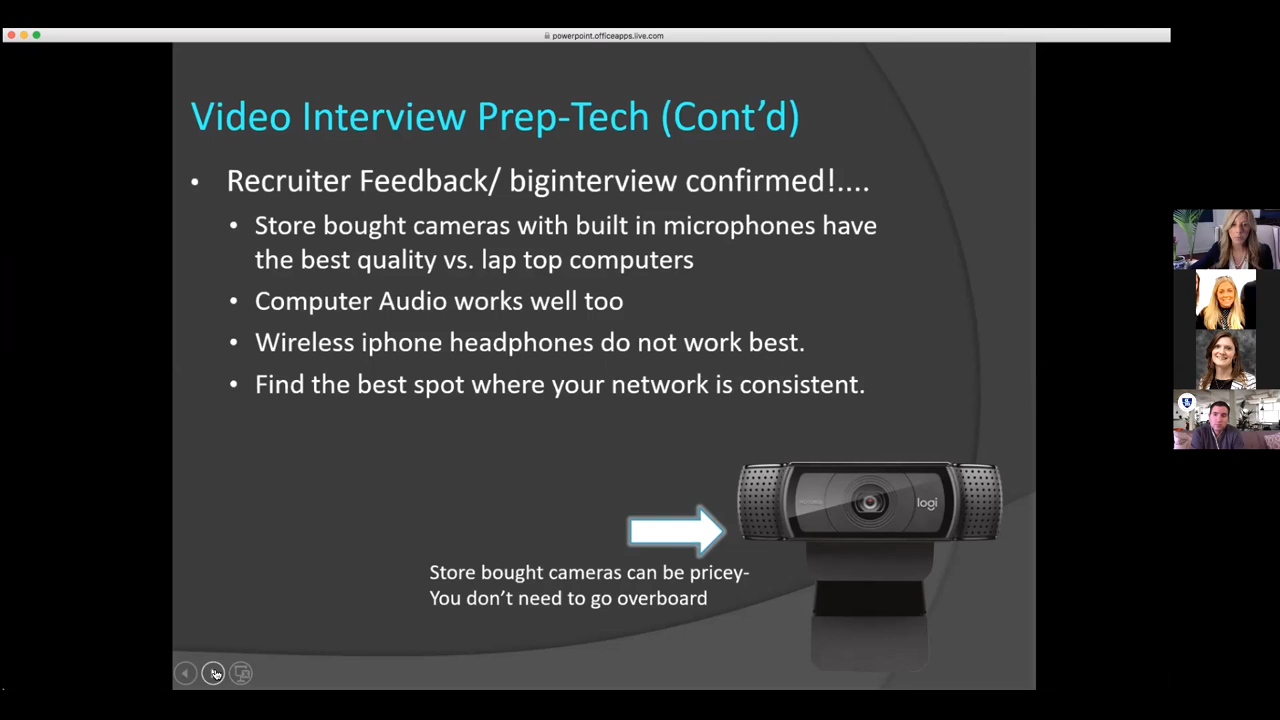 powerpoint.officeapps.live.com
Video Interview Prep-Tech (Cont’d)
• Recruiter Feedback/ biginterview confirmed!....
• Store bought cameras with built in microphones have
the best quality vs. lap top computers
• Computer Audio works well too
• Wireless iphone headphones do not work best.
• Find the best spot where your network is consistent.
logi
Store bought cameras can be pricey-
You don’t need to go overboard